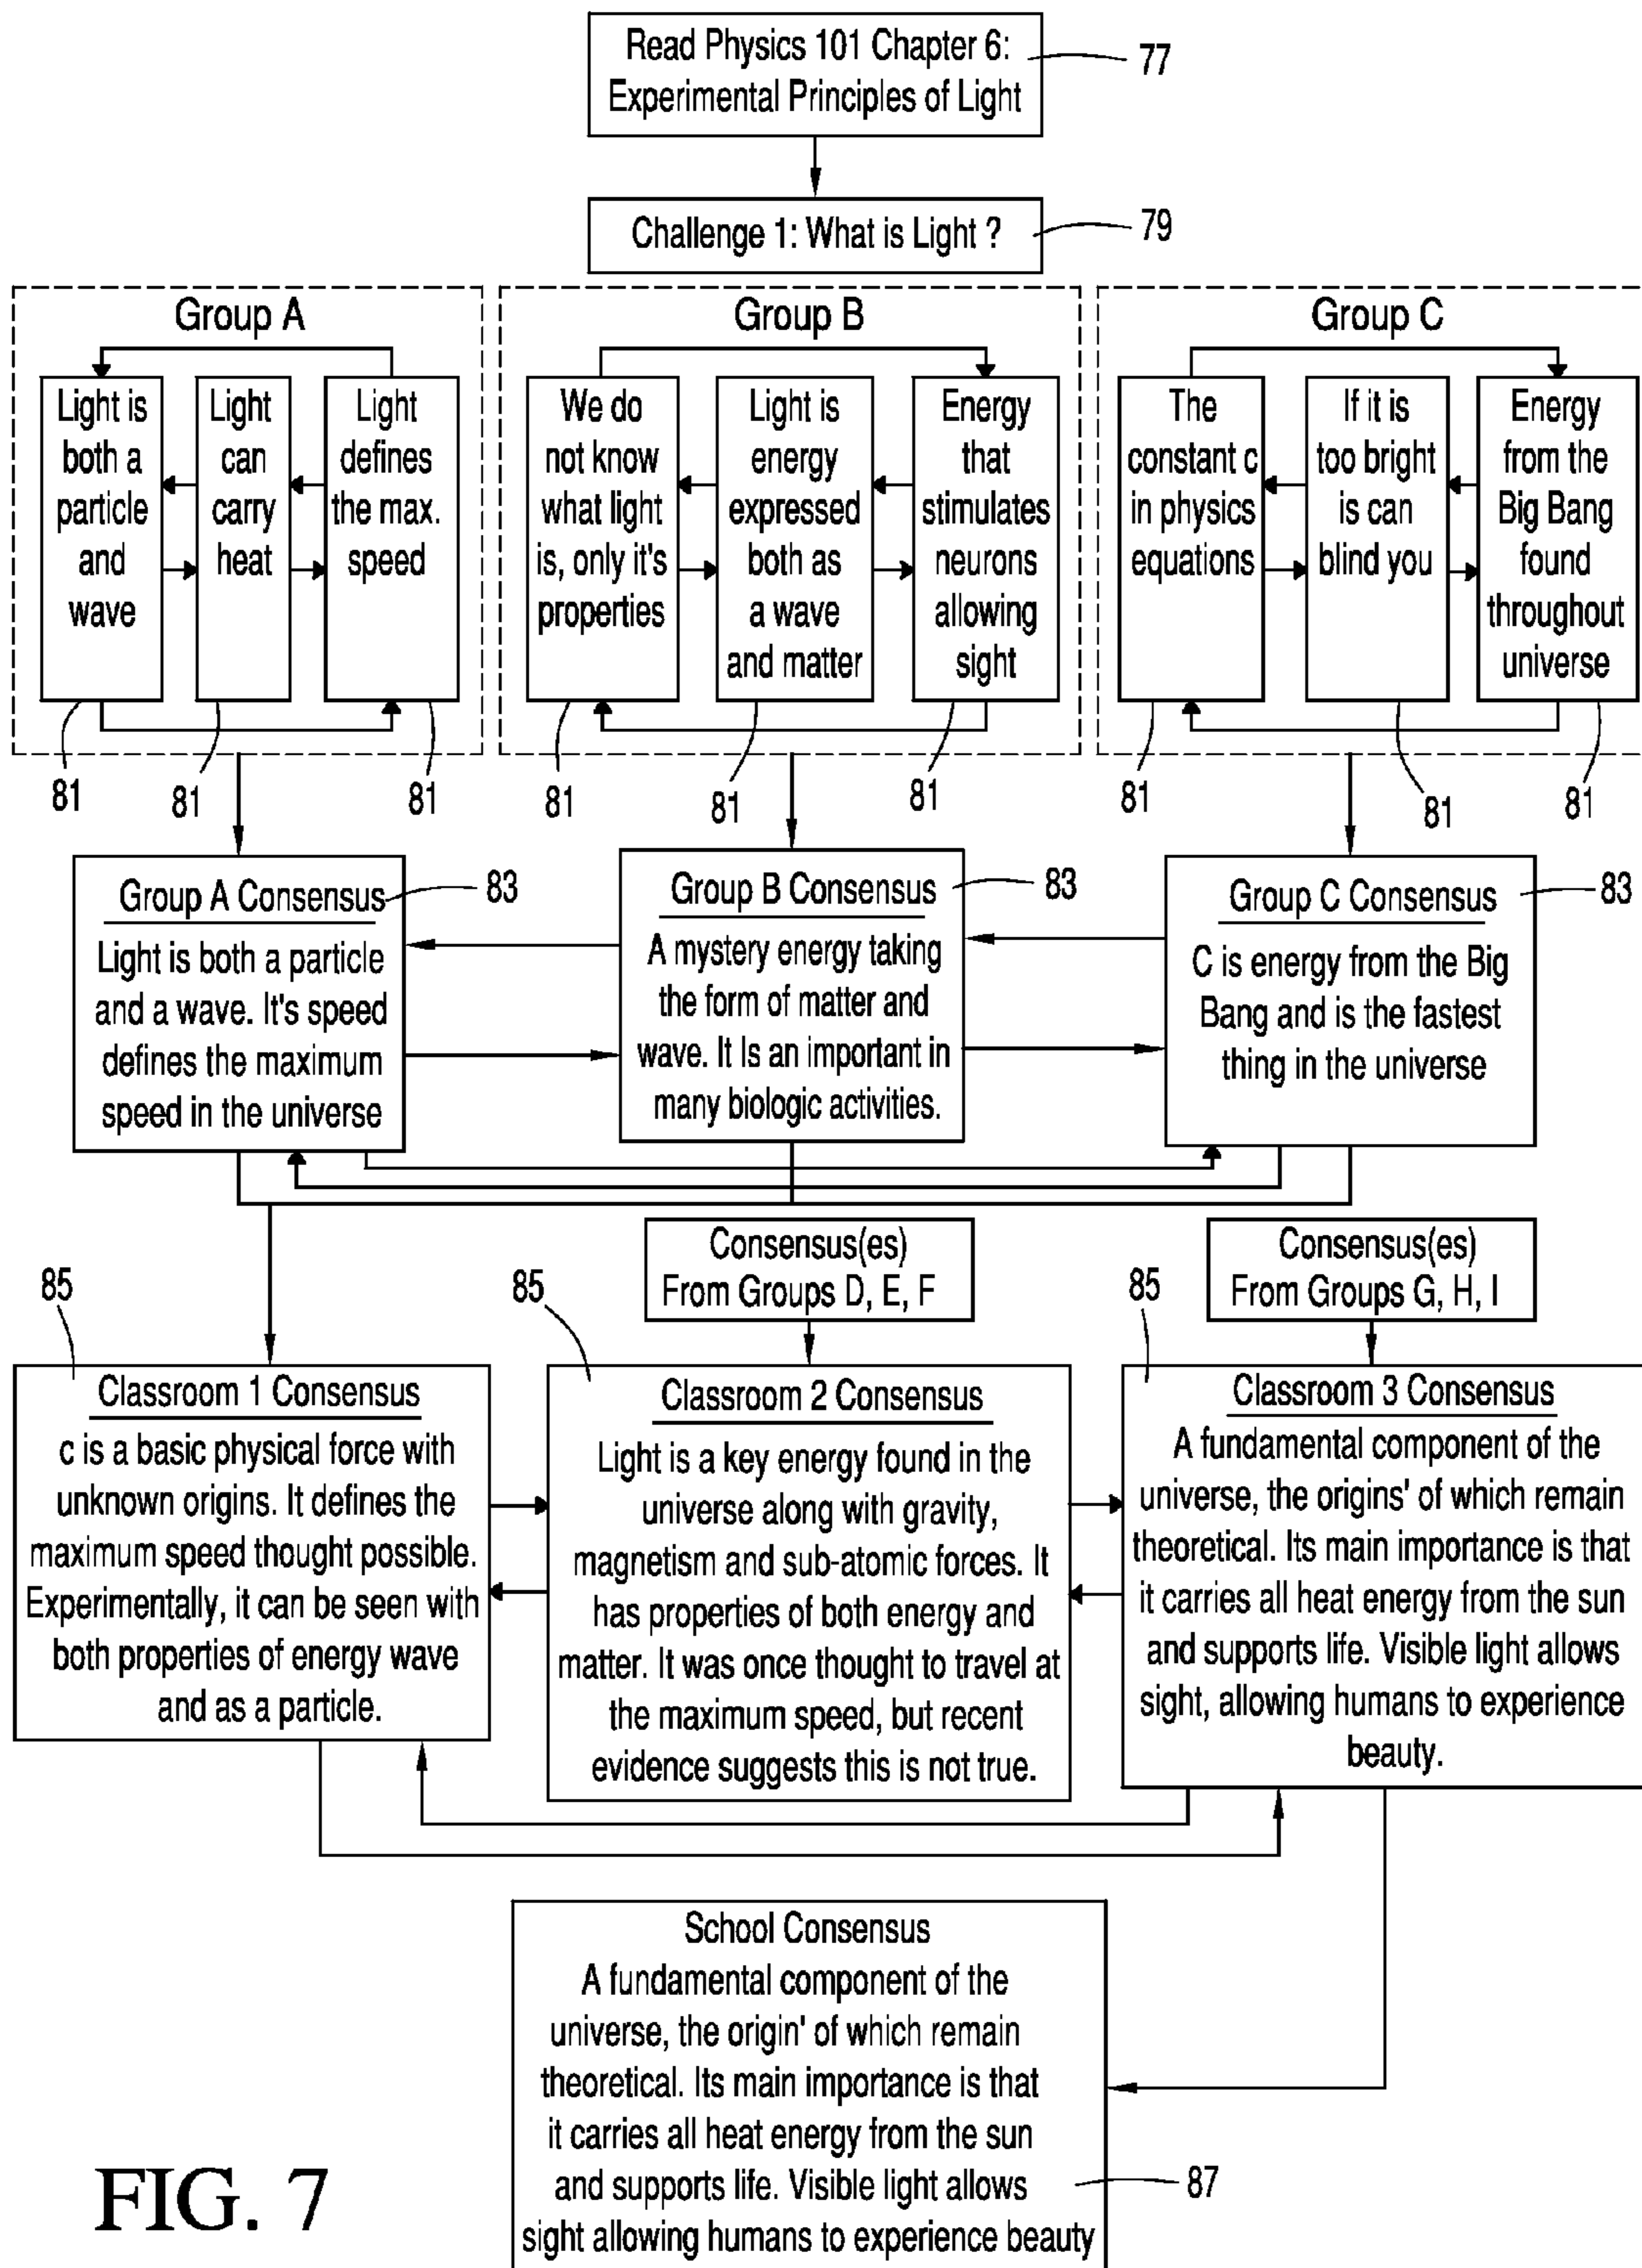 Read Physics 101 Chapter 6:
Experimental Principles of Light
77
Challenge 1: What is Light ?
79
Group A
Light is
both a
particle
and
wave
Light
can
carry
heat
Light
defines
the max.
speed
81
81
81
Group B
We do
not know
what light
is, only it's
properties
Light is
energy
expressed
both as
a wave
and matter
Energy
that
stimulates
neurons
allowing
sight
81
81
81
Group C
The
constant c
in physics
equations
If it is
too bright
is can
blind you
Energy
from the
Big Bang
found
throughout
universe
81
81
81
Group A Consensus
83
Light is both a particle
and a wave. It's speed
defines the maximum
speed in the universe
Group B Consensus
83
A mystery energy taking
the form of matter and
wave. It Is an important in
many biologic activities.
Group C Consensus
83
C is energy from the Big
Bang and is the fastest
thing in the universe
Consensus(es)
From Groups D, E, F
Consensus(es)
From Groups G, H, I
85
Classroom 1 Consensus
c is a basic physical force with
unknown origins. It defines the
maximum speed thought possible.
Experimentally, it can be seen with
both properties of energy wave
and as a particle.
85
Classroom 2 Consensus
Light is a key energy found in the
universe along with gravity,
magnetism and sub-atomic forces. It
has properties of both energy and
matter. It was once thought to travel at
the maximum speed, but recent
evidence suggests this is not true.
85
Classroom 3 Consensus
A fundamental component of the
universe, the origins' of which remain
theoretical. Its main importance is that
it carries all heat energy from the sun
and supports life. Visible light allows
sight, allowing humans to experience
beauty.
School Consensus
A fundamental component of the
universe, the origin' of which remain
theoretical. Its main importance is that
it carries all heat energy from the sun
and supports life. Visible light allows
sight allowing humans to experience beauty
87
FIG. 7